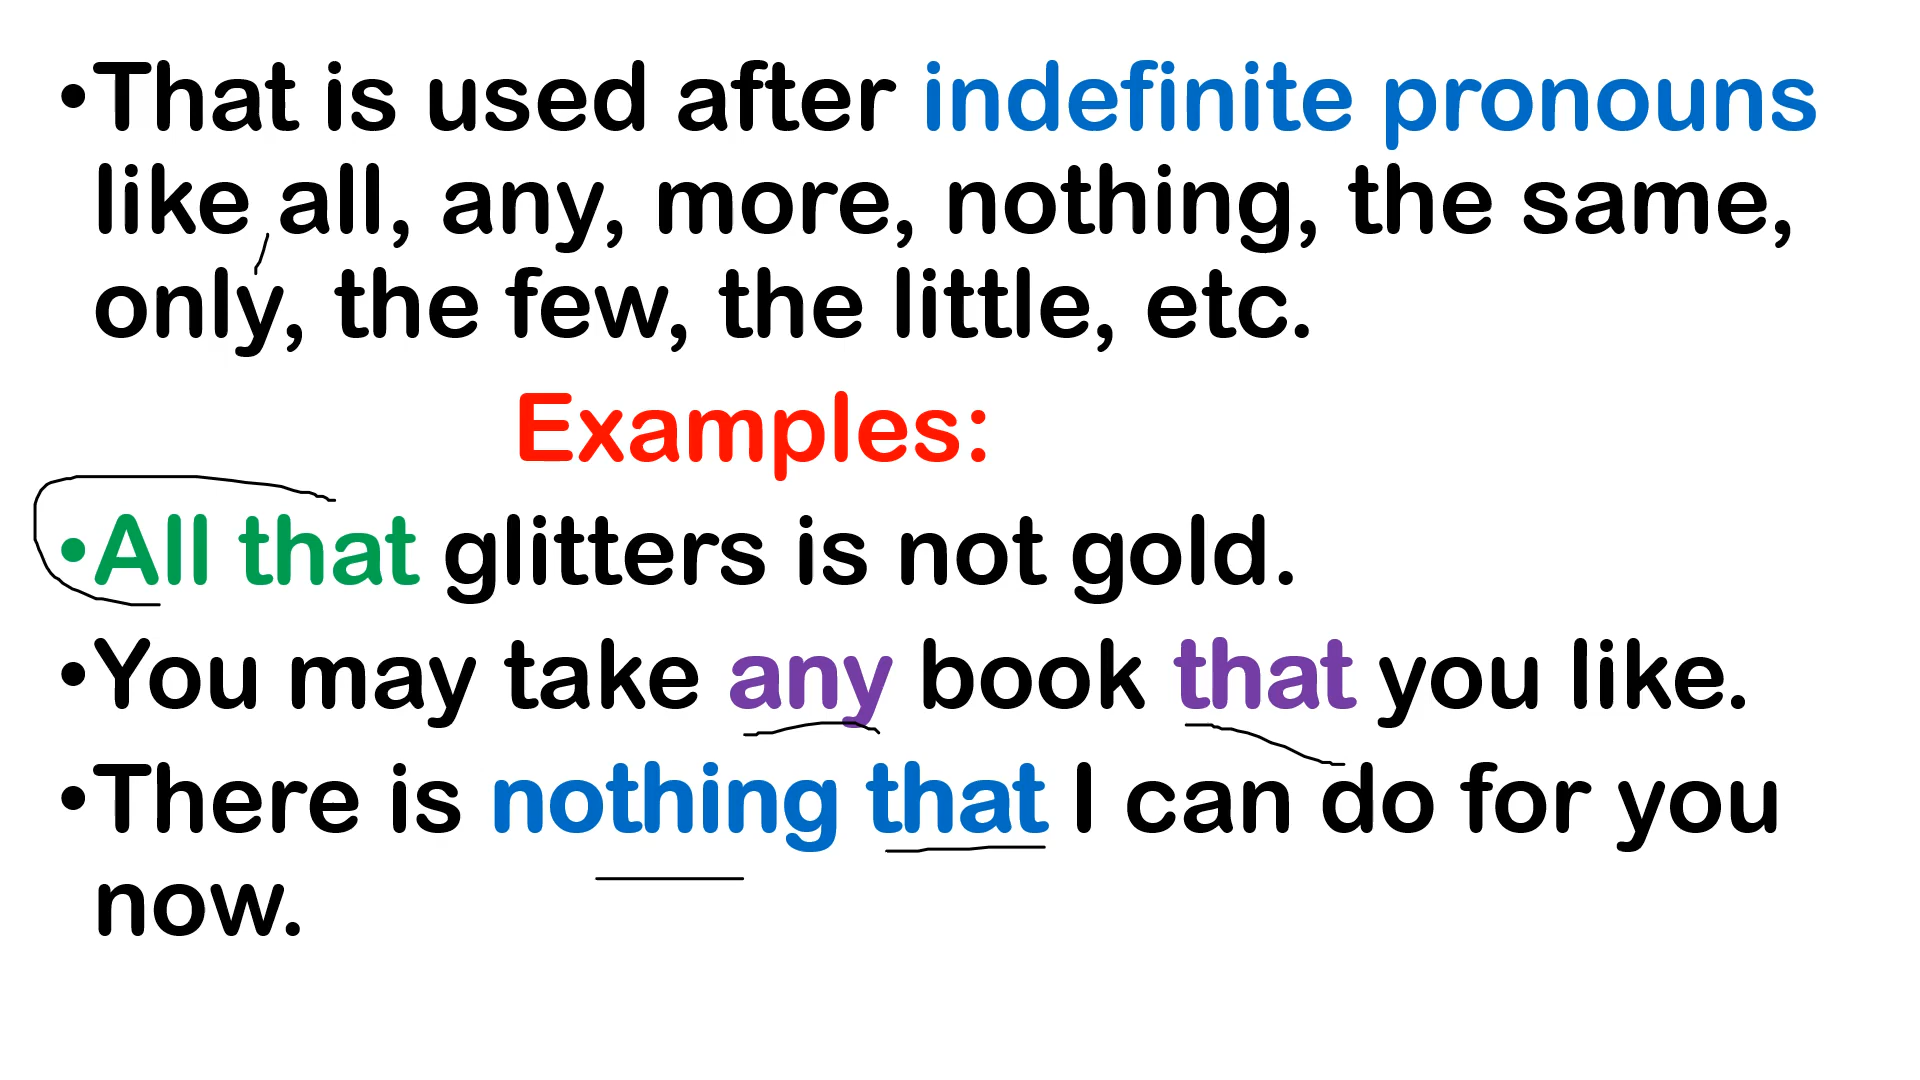 •That is used after indefinite pronouns
like all, any, more, nothing, the same,
only, the few, the little, etc.
Examples:
•All that glitters is not gold.
•You may take any book that you like.
•There is nothing that I can do for you
now.